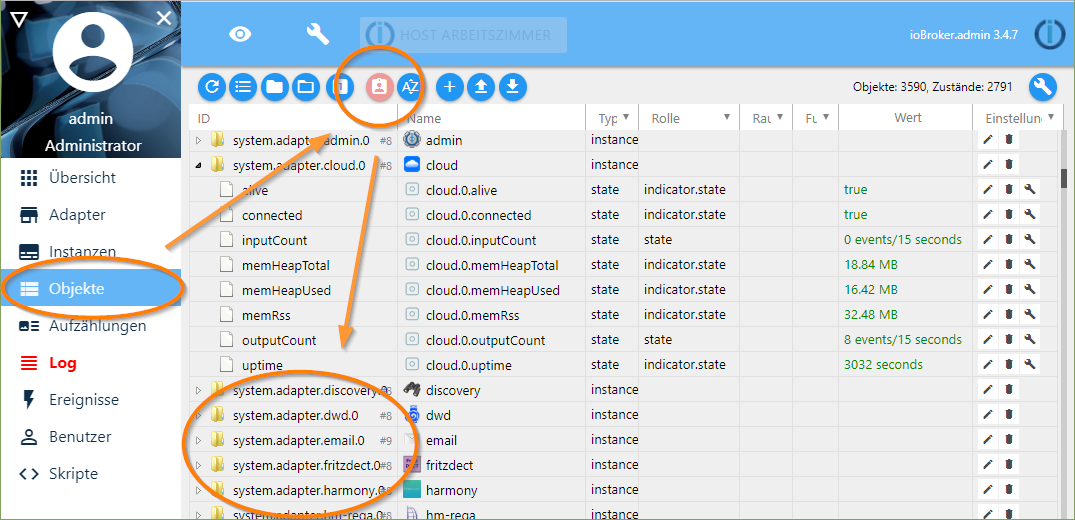 HOST ARBEITSZIMMER
ioBroker.admin 3.4.7
admin
Administrator
Übersicht
Adapter
Instanzen
Objekte
Aufzählungen
Log
Ereignisse
Benutzer
Skripte
AZ
Objekte: 3590, Zustände: 2791
ID Name Typ Rolle Rau Fu Wert Einstellun
system.adapter.admin.0 #8 admin instance
system.adapter.cloud.0 #8 cloud instance
alive cloud.0.alive state indicator.state true
connected cloud.0.connected state indicator.state true
inputCount cloud.0.inputCount state state 0 events/15 seconds
memHeapTotal cloud.0.memHeapTotal state indicator.state 18.84 MB
memHeapUsed cloud.0.memHeapUsed state indicator.state 16.42 MB
memRss cloud.0.memRss state indicator.state 32.48 MB
outputCount cloud.0.outputCount state state 8 events/15 seconds
uptime cloud.0.uptime state indicator.state 3032 seconds
system.adapter.discovery.0 #8 discovery instance
system.adapter.dwd.0 #8 dwd instance
system.adapter.email.0 #9 email instance
system.adapter.fritzdect.0 #8 fritzdect instance
system.adapter.harmony.0 #8 harmony instance
system.adapter.hm-rega.0 #8 hm-rega instance